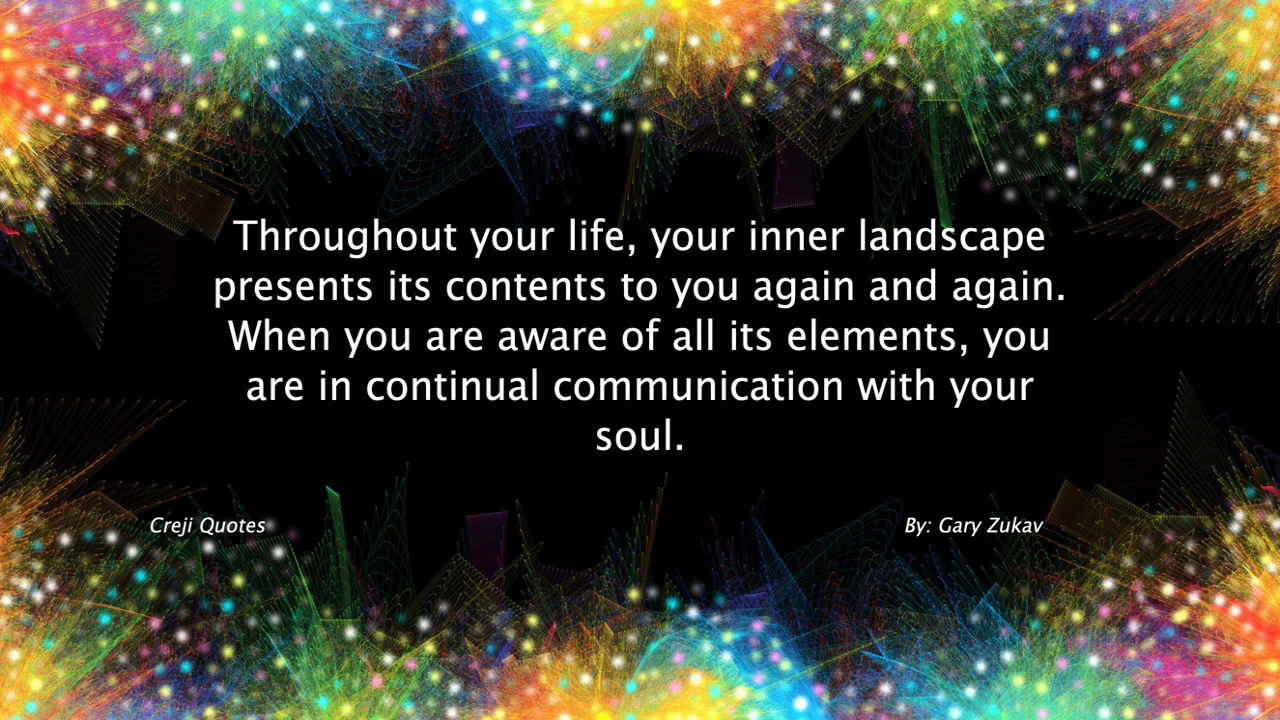 Throughout your life, your inner landscape
presents its contents to you again and again.
When you are aware of all its elements, you
are in continual communication with your
soul.
Creji Quotes
By: Gary Zukav